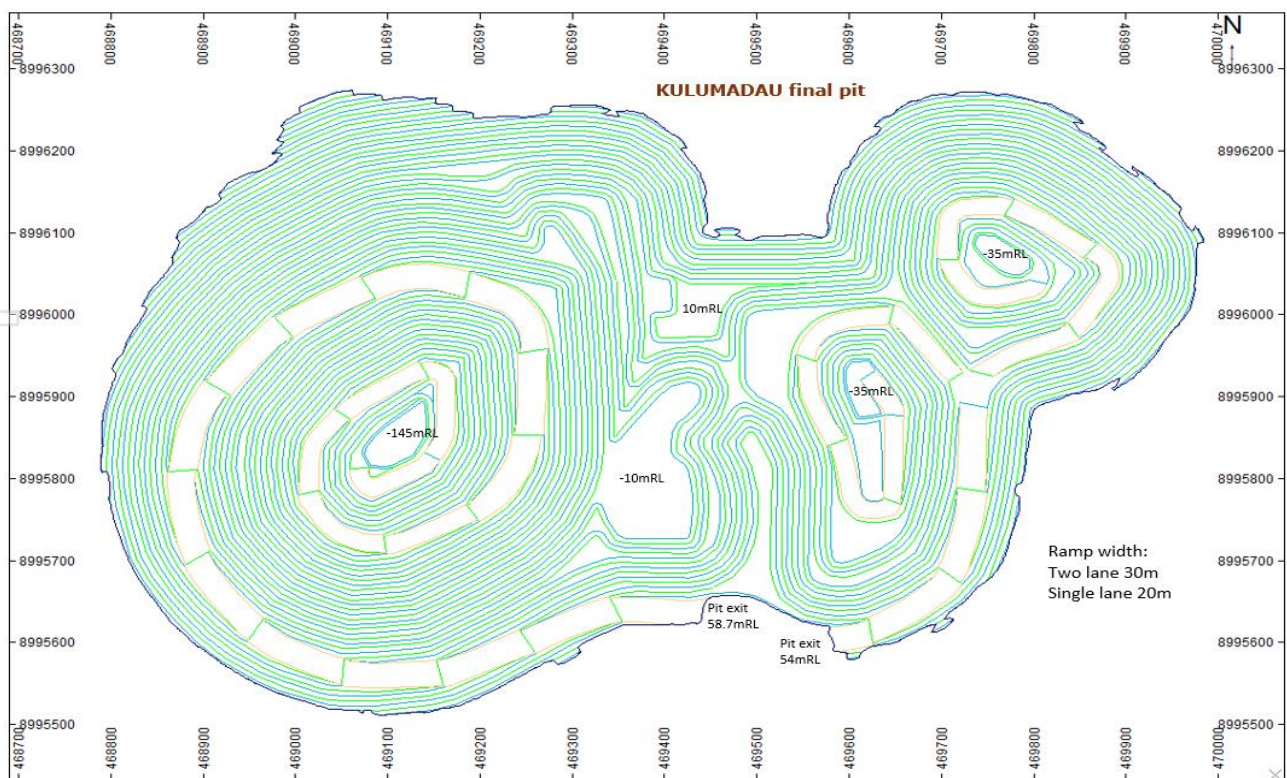 468700 468800 468900 469000 469100 469200 469300 469400 469500 469600 469700 469800 469900 470000
N
8996300 8996300
KULUMADAU final pit
8996200 8996200
8996100 8996100
-35mRL
10mRL
8996000 8996000
8995900 8995900
-35mRL
-145mRL
-10mRL
8995800 8995800
8995700 8995700
Ramp width:
Two lane 30m
Single lane 20m
Pit exit
58.7mRL
Pit exit
54mRL
8995600 8995600
8995500 8995500
468700 468800 468900 469000 469100 469200 469300 469400 469500 469600 469700 469800 469900 470000